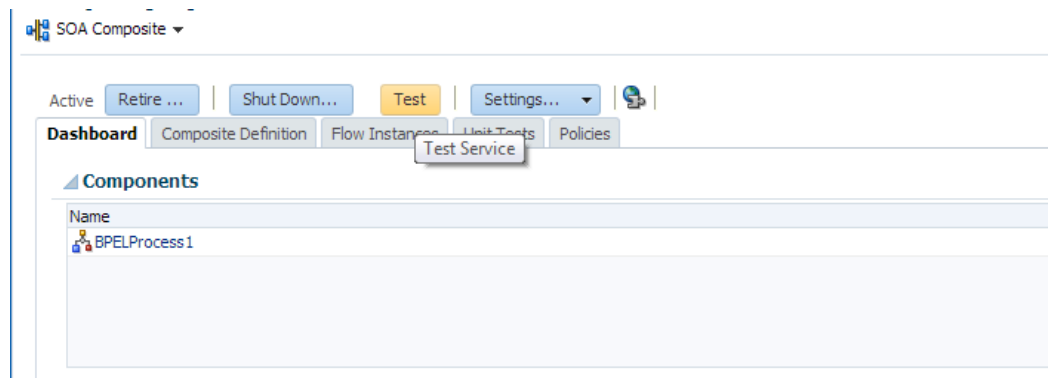 SOA Composite
Active Retire ... Shut Down... Test Settings...
Dashboard Composite Definition Flow Instances Unit Tests Policies
Test Service
Components
Name
BPELProcess1